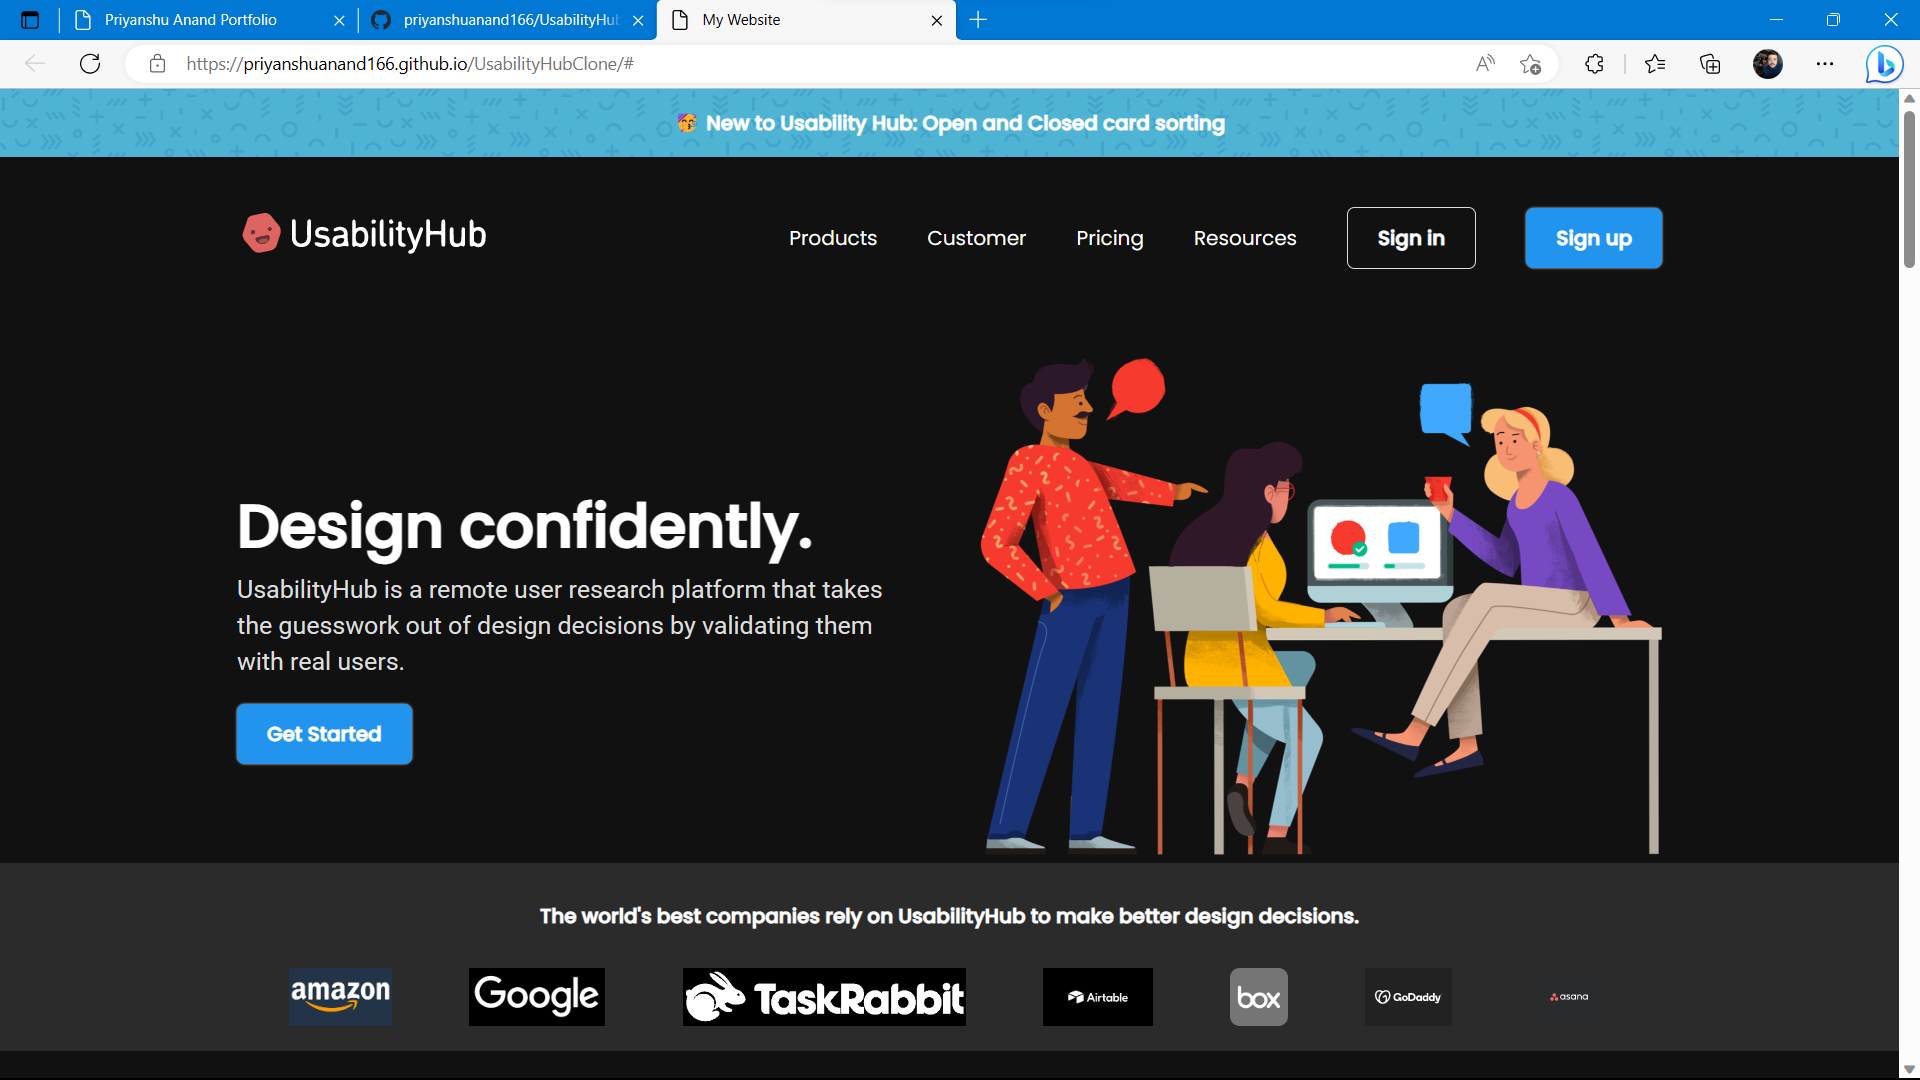 Priyanshu Anand Portfolio
priyanshuanand166/UsabilityHub
My Website
https://priyanshuanand166.github.io/UsabilityHubClone/#
New to Usability Hub: Open and Closed card sorting
UsabilityHub
Products
Customer
Pricing
Resources
Sign in
Sign up
Design confidently.
UsabilityHub is a remote user research platform that takes
the guesswork out of design decisions by validating them
with real users.
Get Started
The world's best companies rely on UsabilityHub to make better design decisions.
amazon
Google
TaskRabbit
Airtable
box
GoDaddy
asana